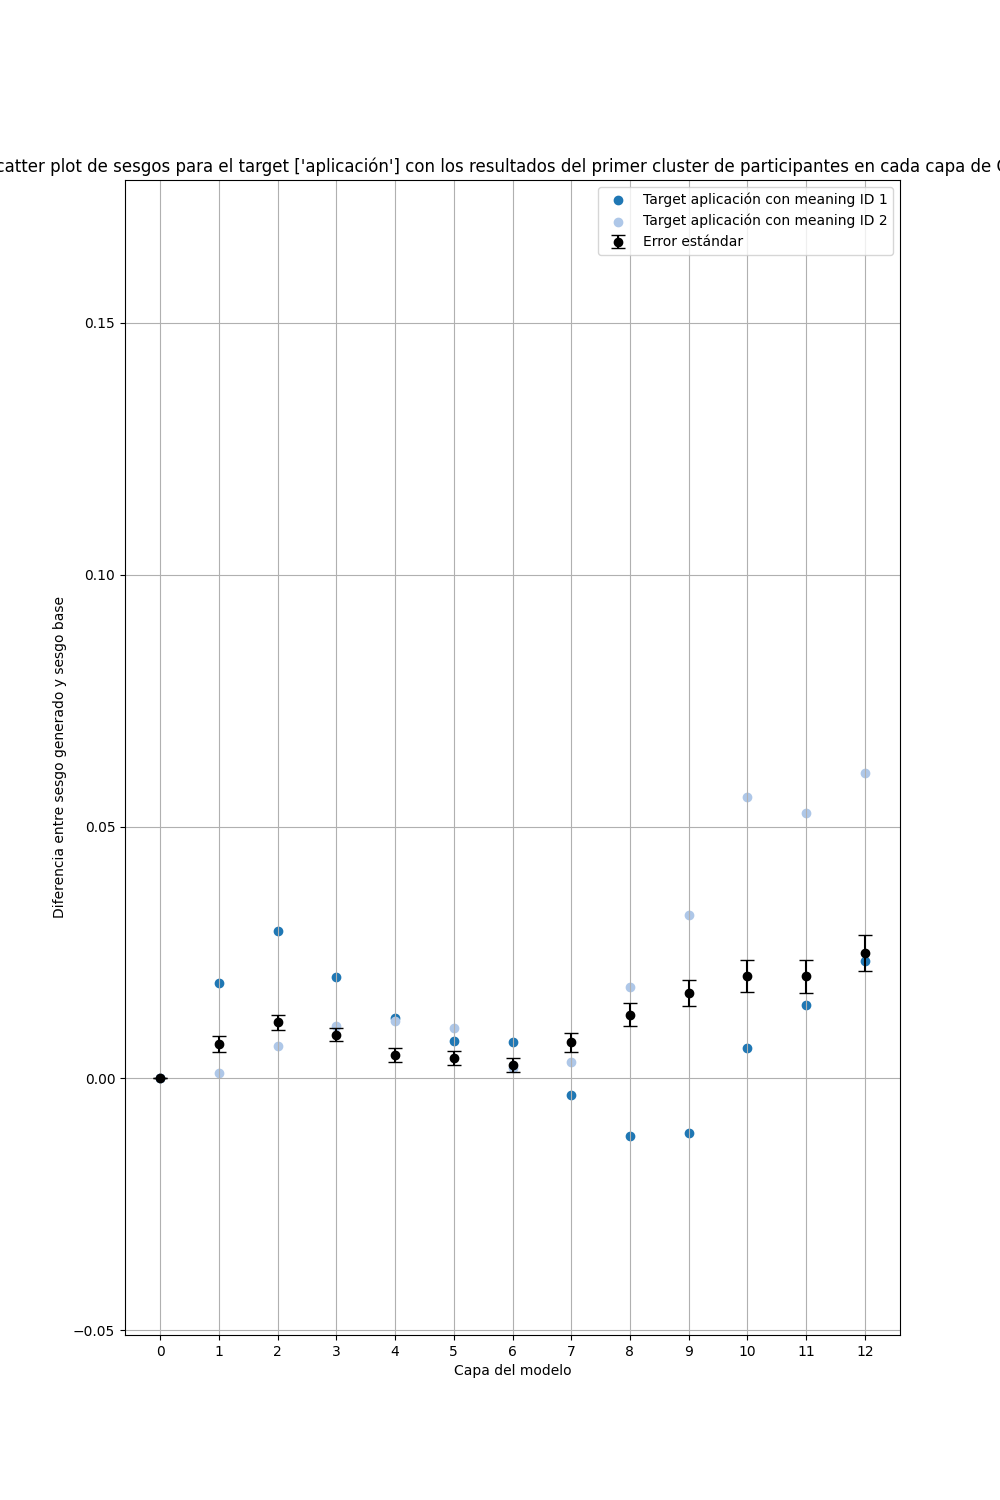 catter plot de sesgos para el target ['aplicación'] con los resultados del primer cluster de participantes en cada capa de
Target aplicación con meaning ID 1
Target aplicación con meaning ID 2
Error estándar
0.15
0.10
0.05
0.00
−0.05
Diferencia entre sesgo generado y sesgo base
0 1 2 3 4 5 6 7 8 9 10 11 12
Capa del modelo